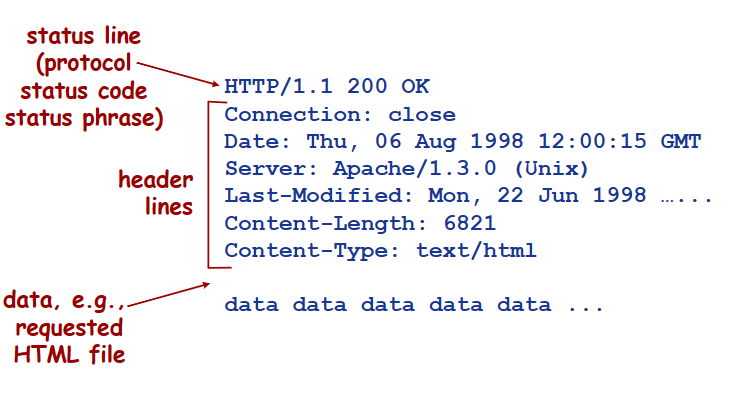 status line
(protocol
status code
status phrase)
HTTP/1.1 200 OK
Connection: close
Date: Thu, 06 Aug 1998 12:00:15 GMT
Server: Apache/1.3.0 (Unix)
Last-Modified: Mon, 22 Jun 1998 …...
Content-Length: 6821
Content-Type: text/html
header
lines
data, e.g.,
requested
HTML file
data data data data data ...